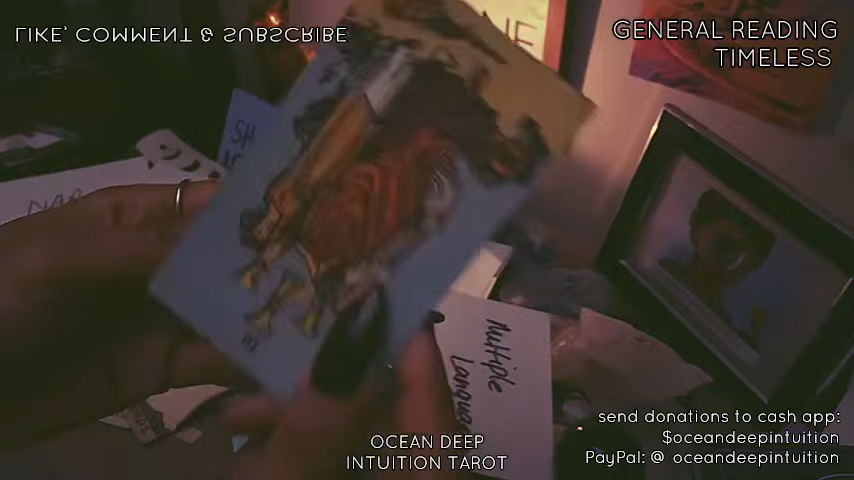 LIKE, COMMENT & SUBSCRIBE
GENERAL READING
TIMELESS
Multiple
send donations to cash app:
$oceandeepintuition
PayPal: @ oceandeepintuition
OCEAN DEEP
INTUITION TAROT